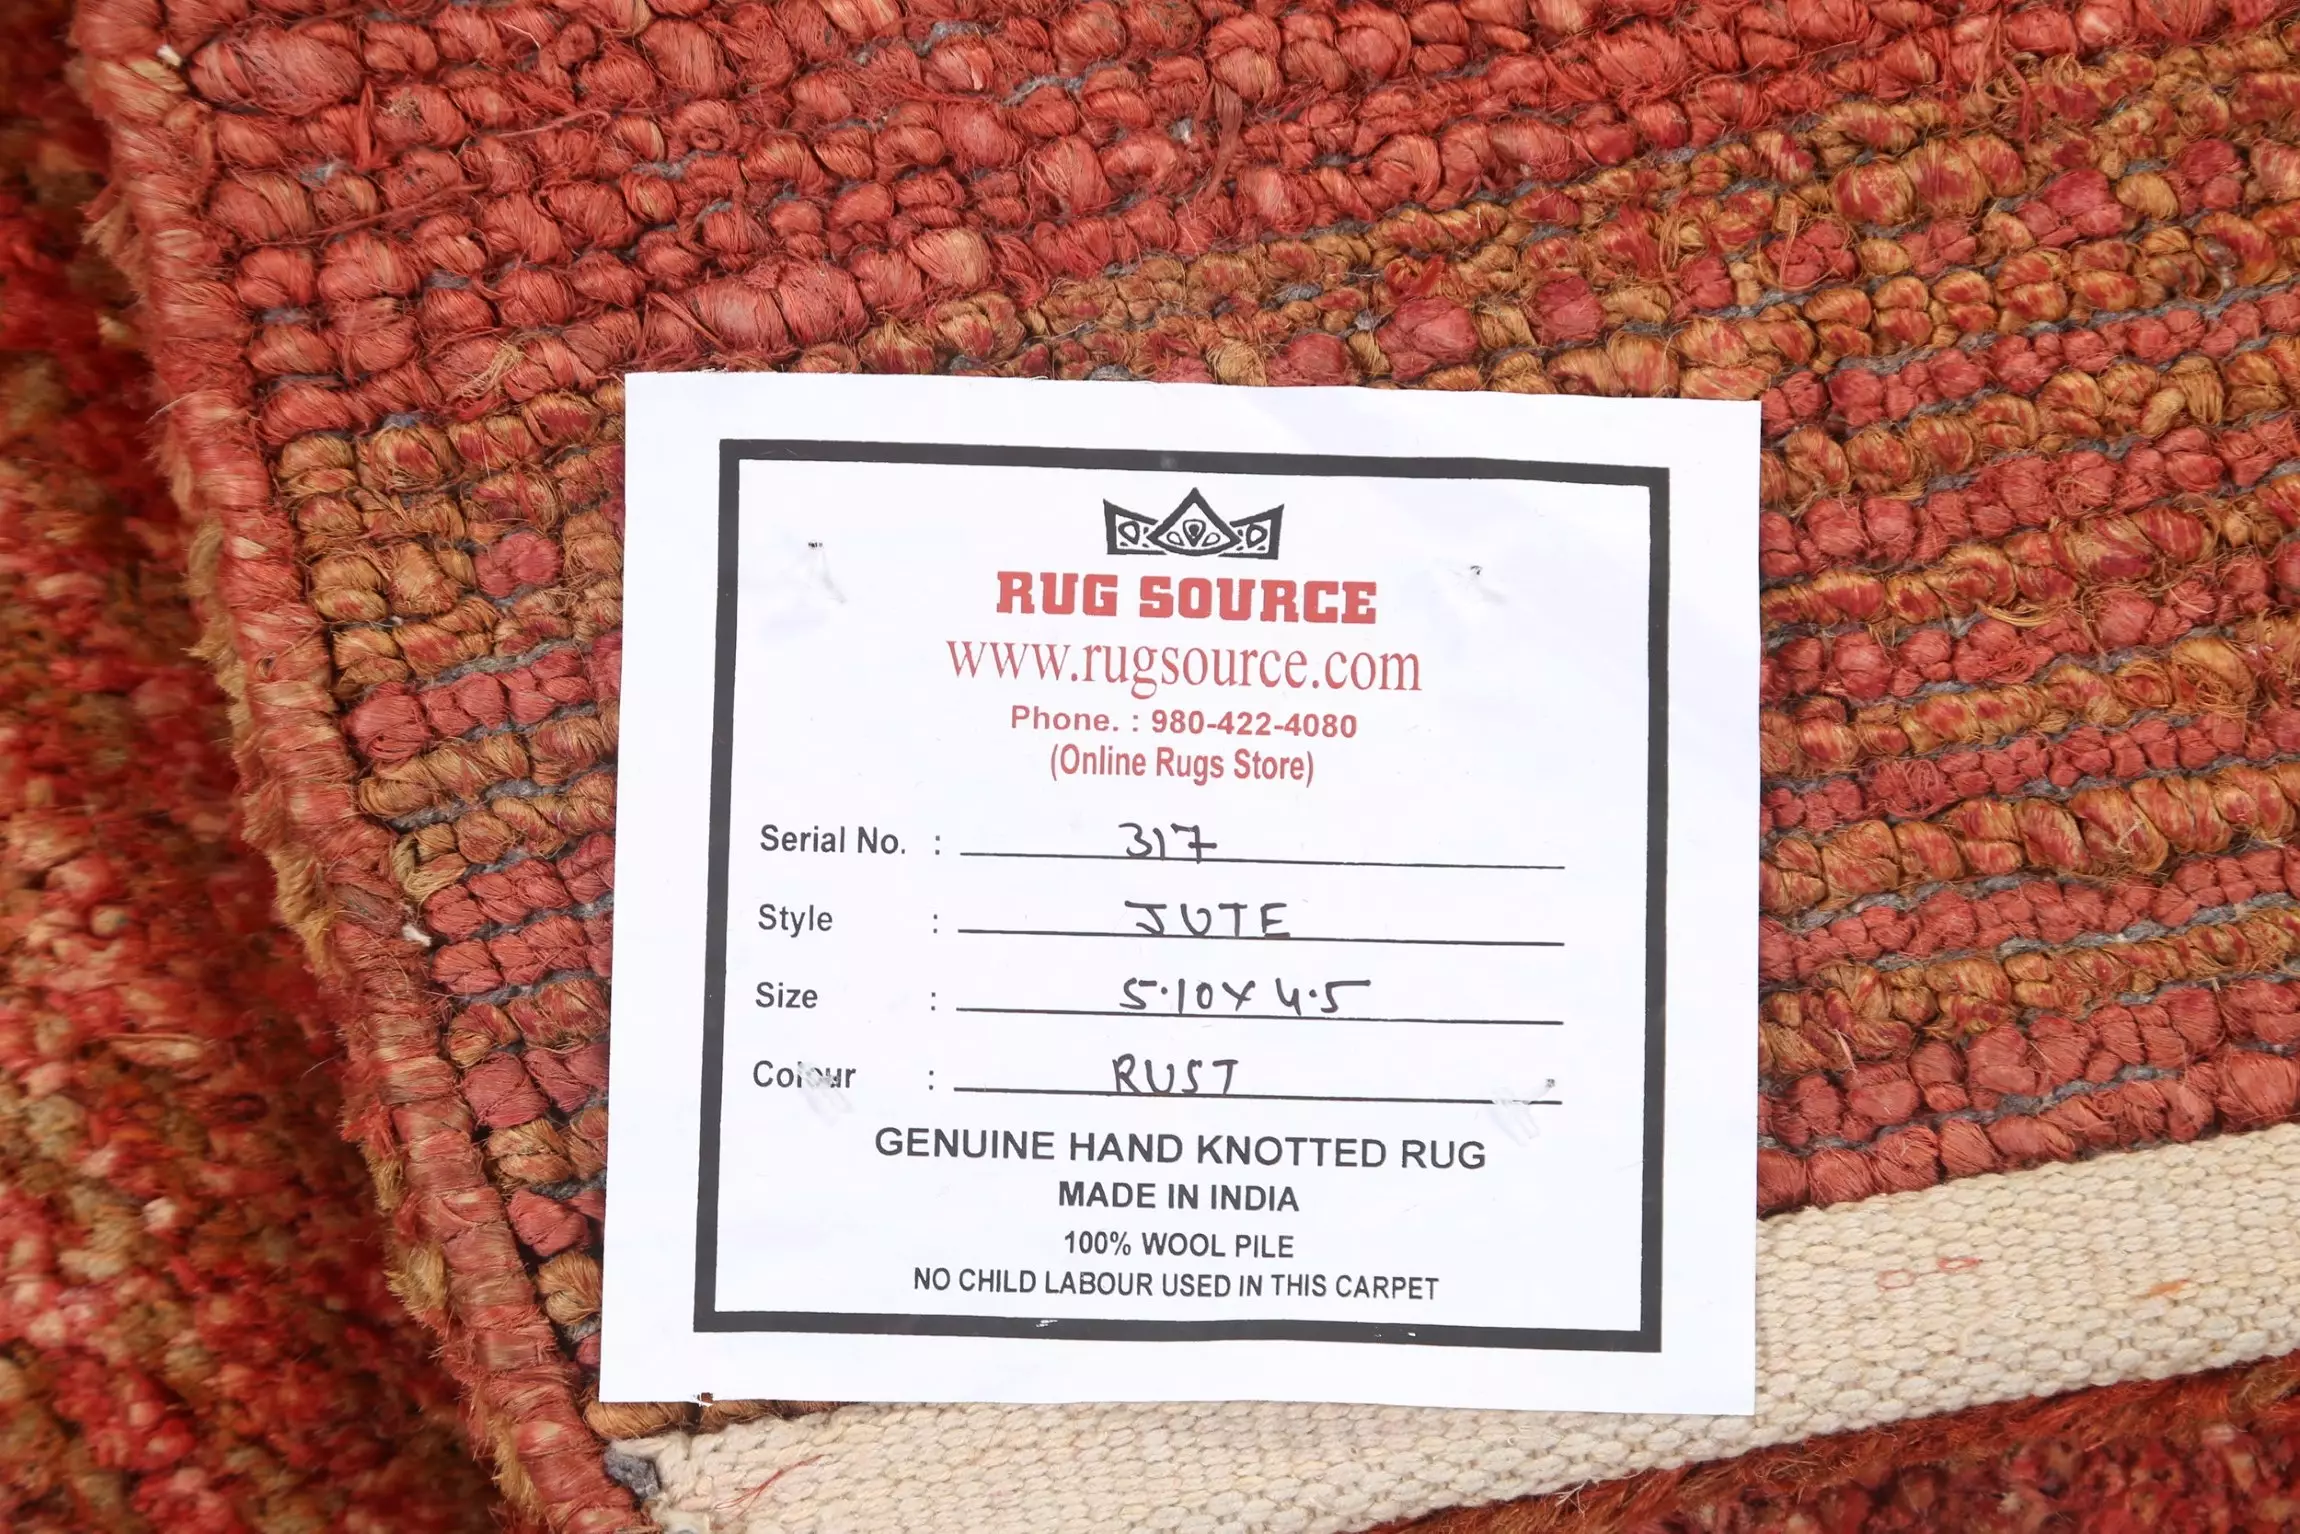 RUG SOURCE
www.rugsource.com
Phone. : 980-422-4080
(Online Rugs Store)
Serial No. : 317
Style : JUTE
Size : 5.10 X 4.5
Colour : RUST
GENUINE HAND KNOTTED RUG
MADE IN INDIA
100% WOOL PILE
NO CHILD LABOUR USED IN THIS CARPET